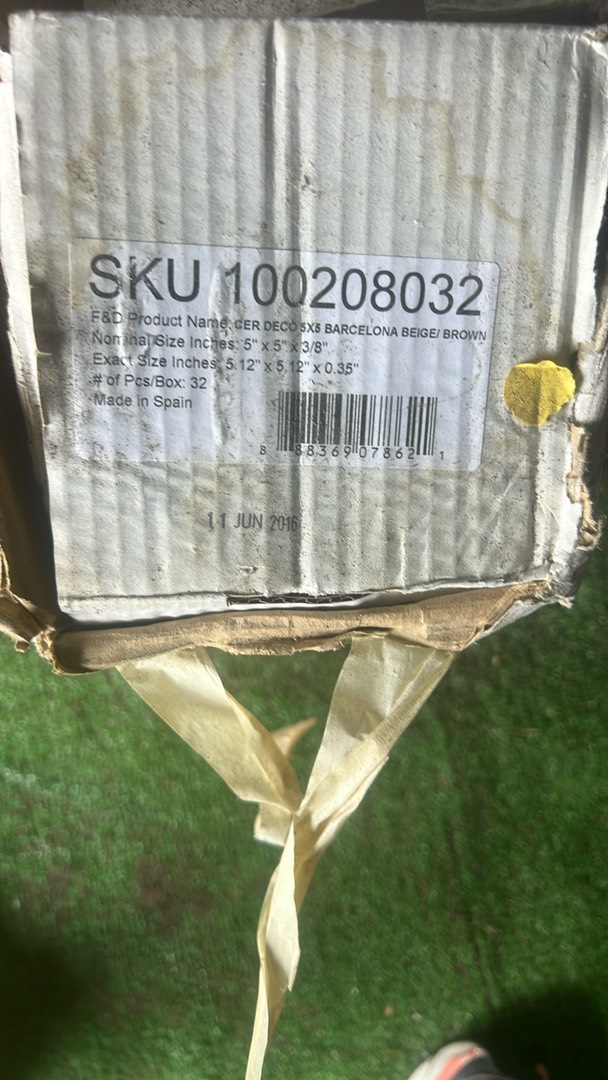 SKU 100208032
F&D Product Name: CER DECO 5X5 BARCELONA BEIGE/ BROWN
Nominal Size Inches: 5" x 5" x 3/8"
Exact Size Inches: 5.12" x 5.12" x 0.35"
# of Pcs/Box: 32
Made in Spain
8 88369 07862 1
11 JUN 2016